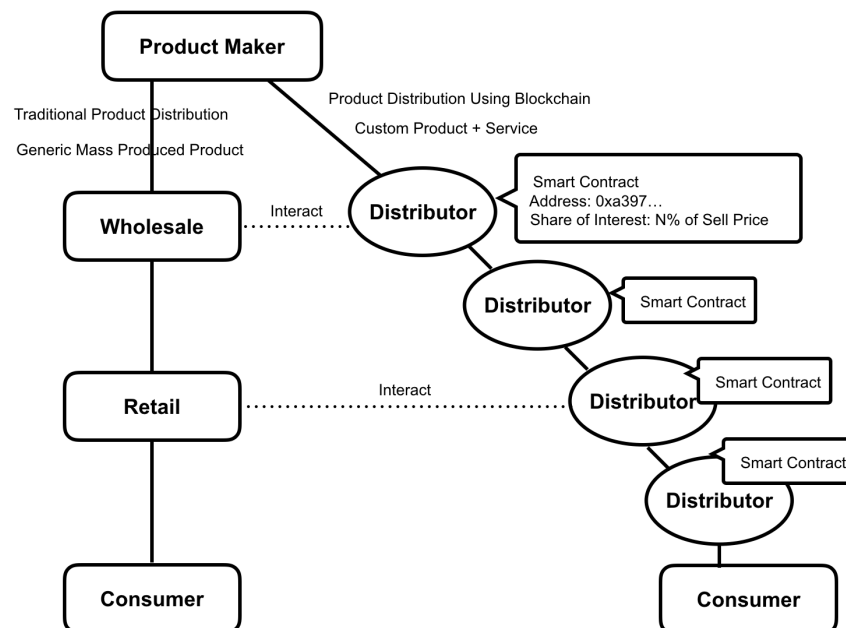 Product Maker
Traditional Product Distribution
Generic Mass Produced Product
Product Distribution Using Blockchain
Custom Product + Service
Wholesale
Interact
Distributor
Smart Contract
Address: 0xa397…
Share of Interest: N% of Sell Price
Distributor
Smart Contract
Retail
Interact
Distributor
Smart Contract
Distributor
Smart Contract
Consumer
Consumer